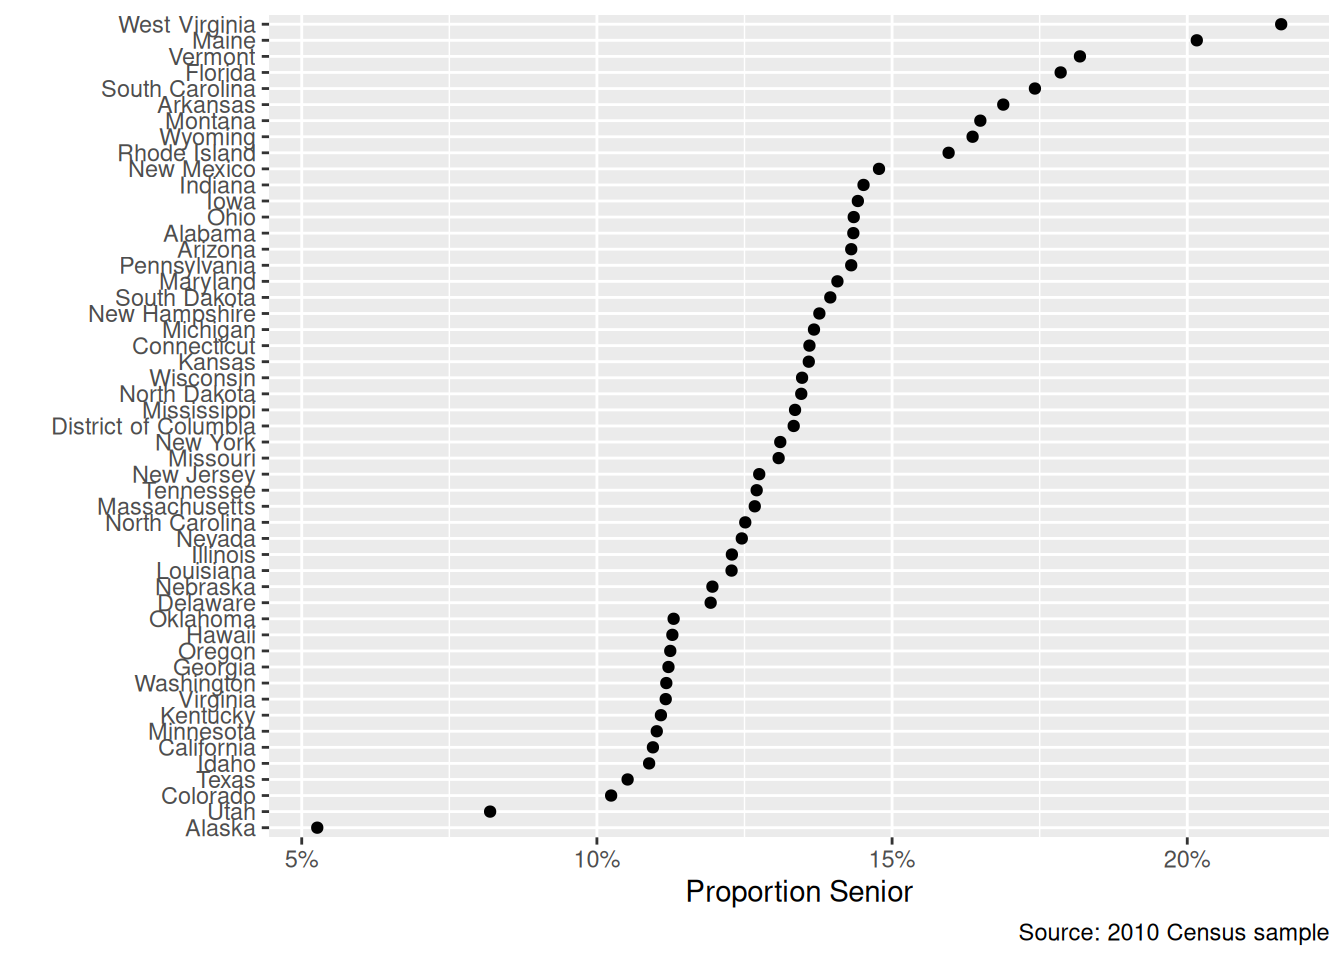 West Virginia
Maine
Vermont
Florida
South Carolina
Arkansas
Montana
Wyoming
Rhode Island
New Mexico
Indiana
Iowa
Ohio
Alabama
Arizona
Pennsylvania
Maryland
South Dakota
New Hampshire
Michigan
Connecticut
Kansas
Wisconsin
North Dakota
Mississippi
District of Columbia
New York
Missouri
New Jersey
Tennessee
Massachusetts
North Carolina
Nevada
Illinois
Louisiana
Nebraska
Delaware
Oklahoma
Hawaii
Oregon
Georgia
Washington
Virginia
Kentucky
Minnesota
California
Idaho
Texas
Colorado
Utah
Alaska
5% 10% 15% 20%
Proportion Senior
Source: 2010 Census sample